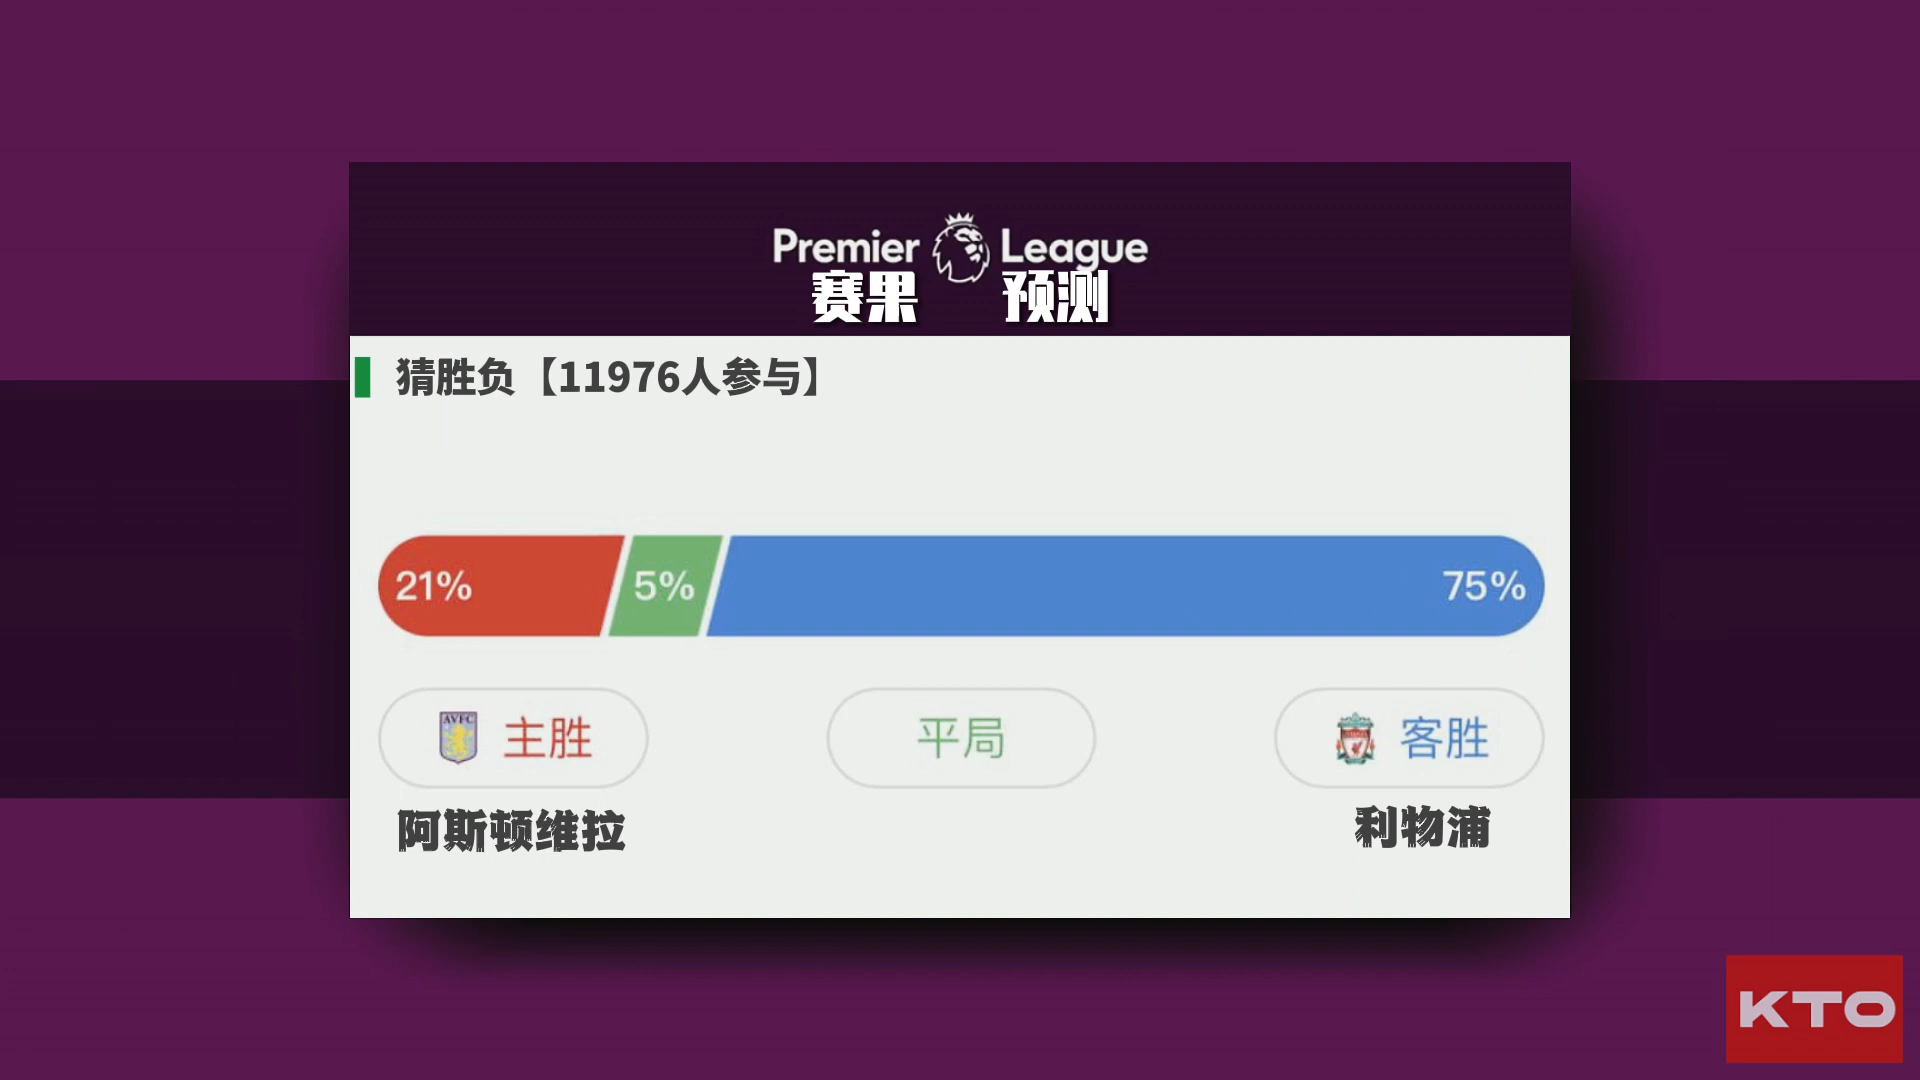 Premier League
赛果 预测
猜胜负【11976人参与】
21% 5% 75%
AVFC 主胜 平局 客胜
阿斯顿维拉 利物浦
KTO